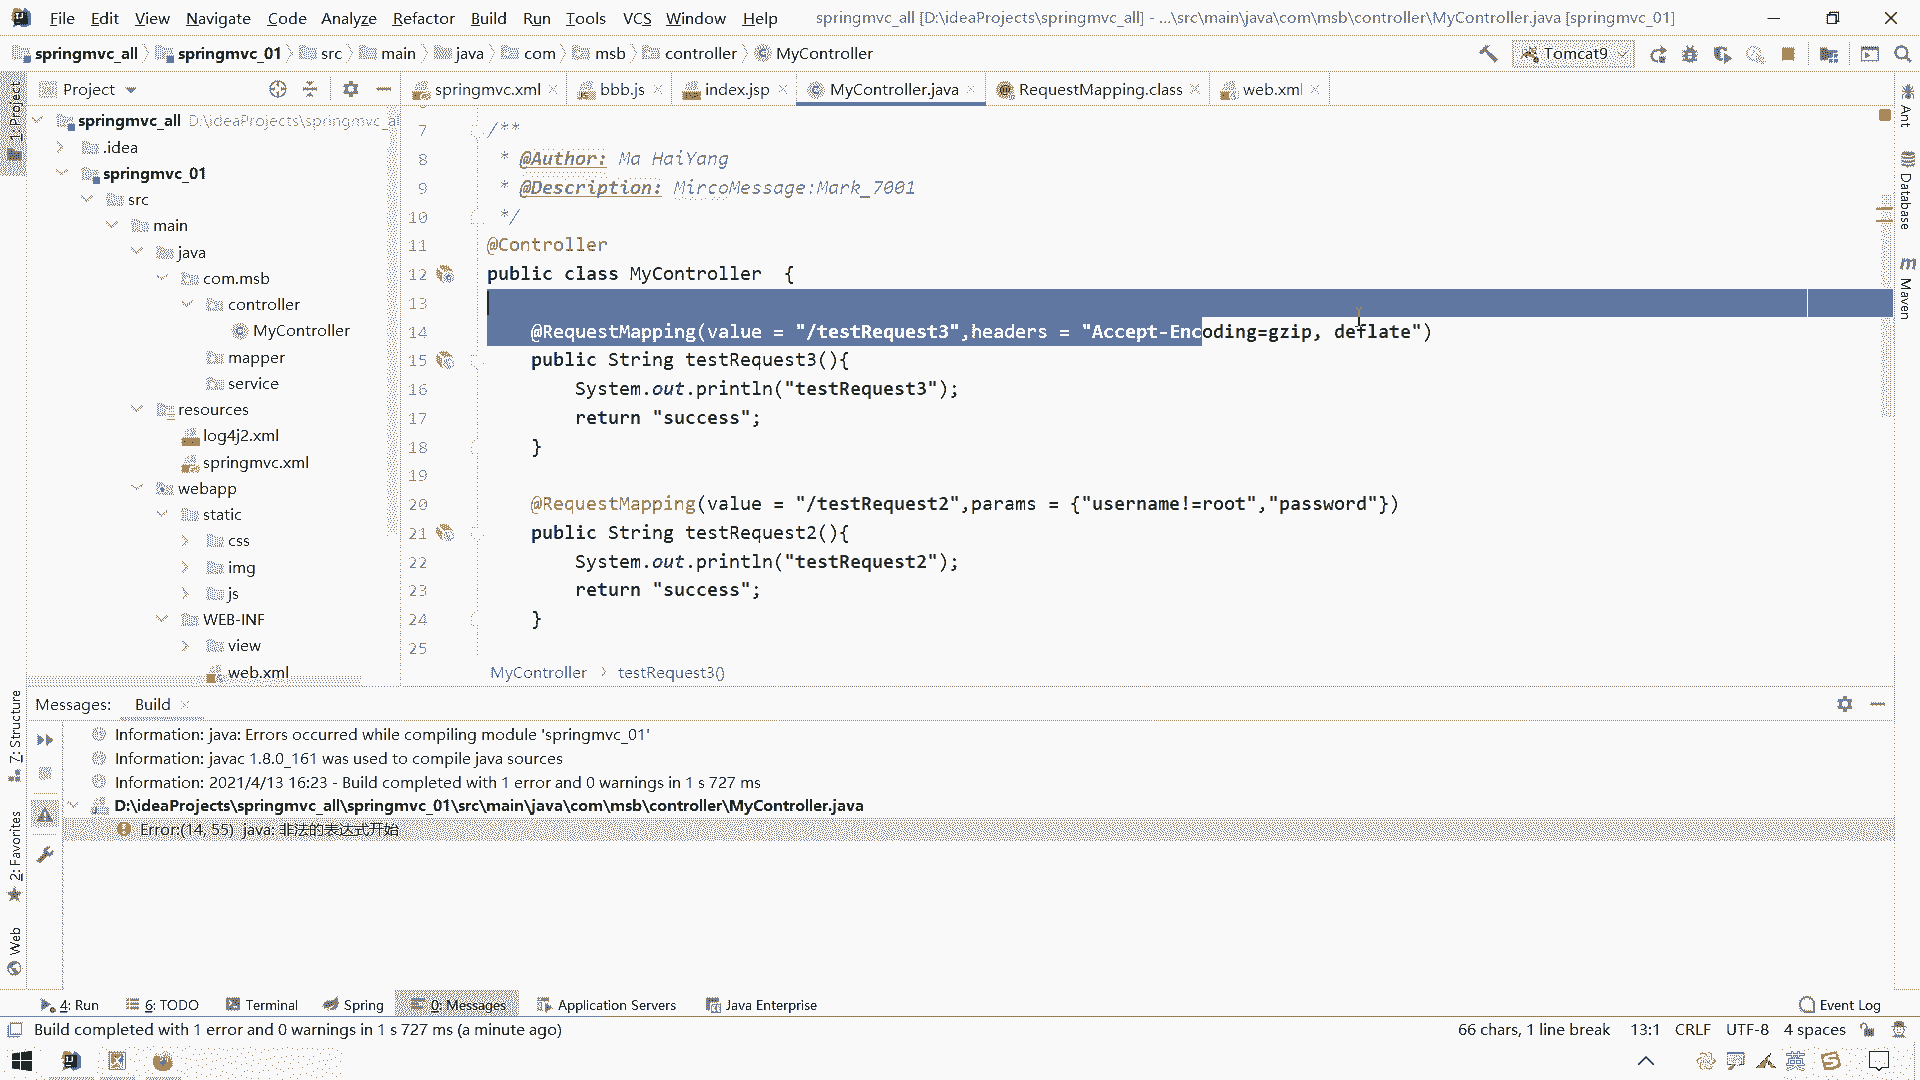 File Edit View Navigate Code Analyze Refactor Build Run Tools VCS Window Help springmvc_all [D:\ideaProjects\springmvc_all] - ...\src\main\java\com\msb\controller\MyController.java [springmvc_01]
springmvc_all springmvc_01 src main java com msb controller MyController Tomcat9
Project springmvc.xml bbb.js index.jsp MyController.java RequestMapping.class web.xml
1: Project
springmvc_all D:\ideaProjects\springmvc_al
.idea
springmvc_01
src
main
java
com.msb
controller
MyController
mapper
service
resources
log4j2.xml
springmvc.xml
webapp
static
css
img
js
WEB-INF
view
web.xml
7 /**
8 * @Author: Ma HaiYang
9 * @Description: MircoMessage:Mark_7001
10 */
11 @Controller
12 public class MyController  {
13
14 @RequestMapping(value = "/testRequest3",headers = "Accept-Encoding=gzip, deflate")
15 public String testRequest3(){
16 System.out.println("testRequest3");
17 return "success";
18 }
19
20 @RequestMapping(value = "/testRequest2",params = {"username!=root","password"})
21 public String testRequest2(){
22 System.out.println("testRequest2");
23 return "success";
24 }
25
MyController testRequest3()
Ant
Database
m Maven
7: Structure
2: Favorites
Web
Messages: Build
Information: java: Errors occurred while compiling module 'springmvc_01'
Information: javac 1.8.0_161 was used to compile java sources
Information: 2021/4/13 16:23 - Build completed with 1 error and 0 warnings in 1 s 727 ms
D:\ideaProjects\springmvc_all\springmvc_01\src\main\java\com\msb\controller\MyController.java
Error:(14, 55) java: 非法的表达式开始
4: Run 6: TODO Terminal Spring 0: Messages Application Servers Java Enterprise Event Log
Build completed with 1 error and 0 warnings in 1 s 727 ms (a minute ago) 66 chars, 1 line break 13:1 CRLF UTF-8 4 spaces
英